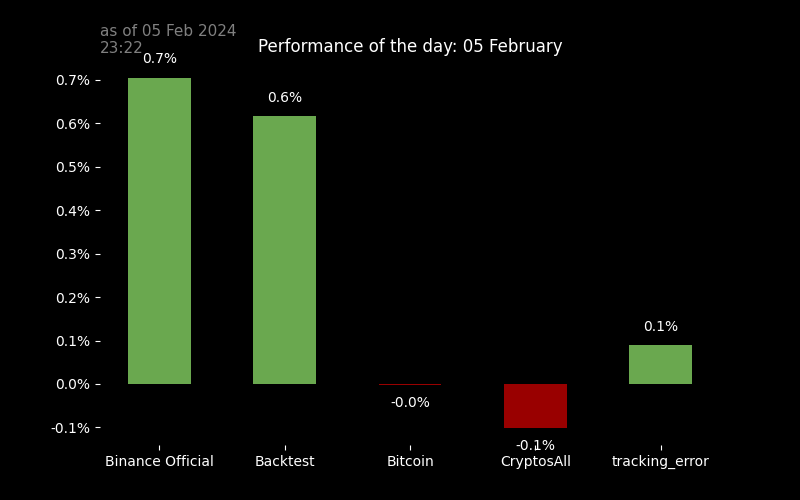 as of 05 Feb 2024
23:22
Performance of the day: 05 February
0.7%
0.6%
0.5%
0.4%
0.3%
0.2%
0.1%
0.0%
-0.1%
0.7%
0.6%
-0.0%
-0.1%
0.1%
Binance Official
Backtest
Bitcoin
CryptosAll
tracking_error